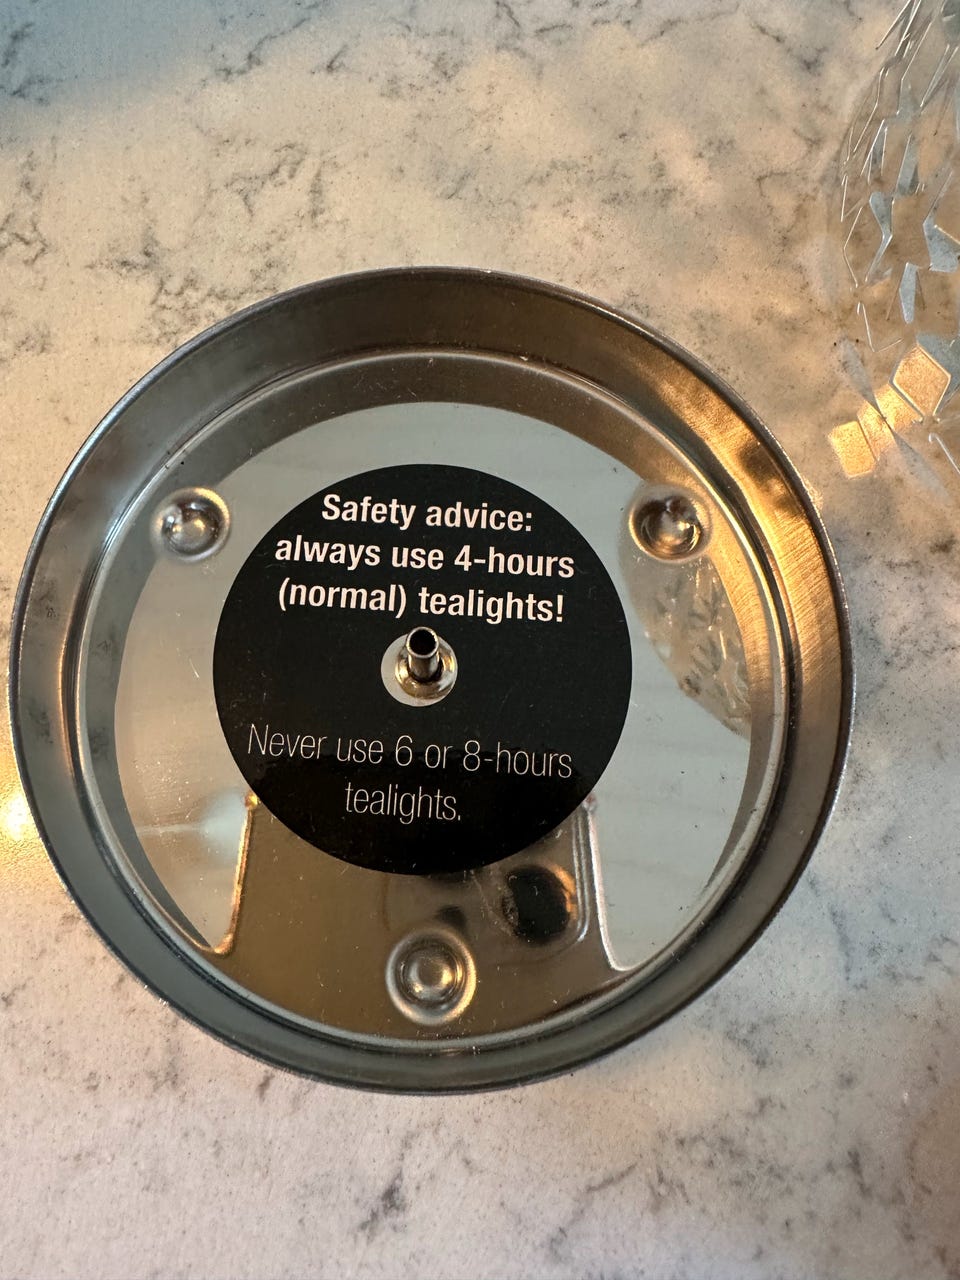 Safety advice:
always use 4-hours
(normal) tealights!
Never use 6 or 8-hours
tealights.